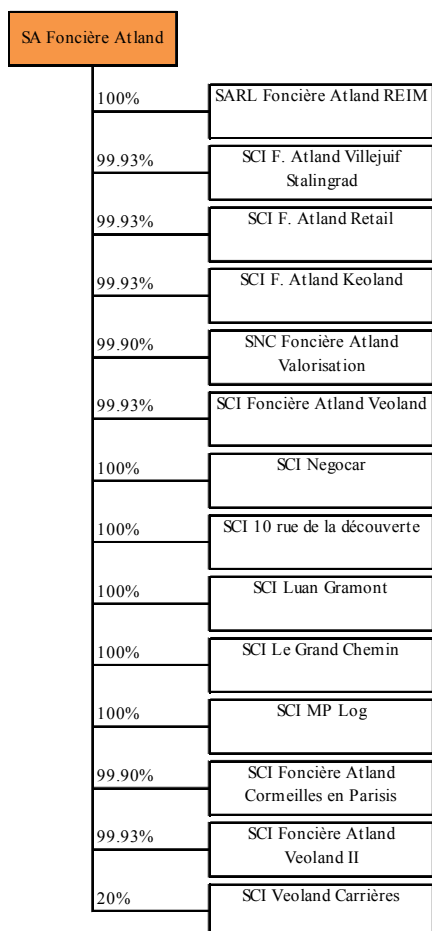 SA Foncière Atland
100%
SARL Foncière Atland REIM
99.93%
SCI F. Atland Villejuif
Stalingrad
99.93%
SCI F. Atland Retail
99.93%
SCI F. Atland Keoland
99.90%
SNC Foncière Atland
Valorisation
99.93%
SCI Foncière Atland Veoland
100%
SCI Negocar
100%
SCI 10 rue de la découverte
100%
SCI Luan Gramont
100%
SCI Le Grand Chemin
100%
SCI MP Log
99.90%
SCI Foncière Atland
Cormeilles en Parisis
99.93%
SCI Foncière Atland
Veoland II
20%
SCI Veoland Carrières